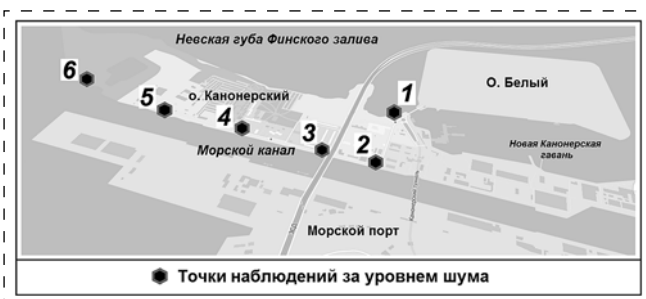 Невская губа Финского залива
6
1
О. Белый
5
о. Канонерский
4
3
Новая Канонерская
гавань
Морской канал
2
Морской порт
Точки наблюдений за уровнем шума